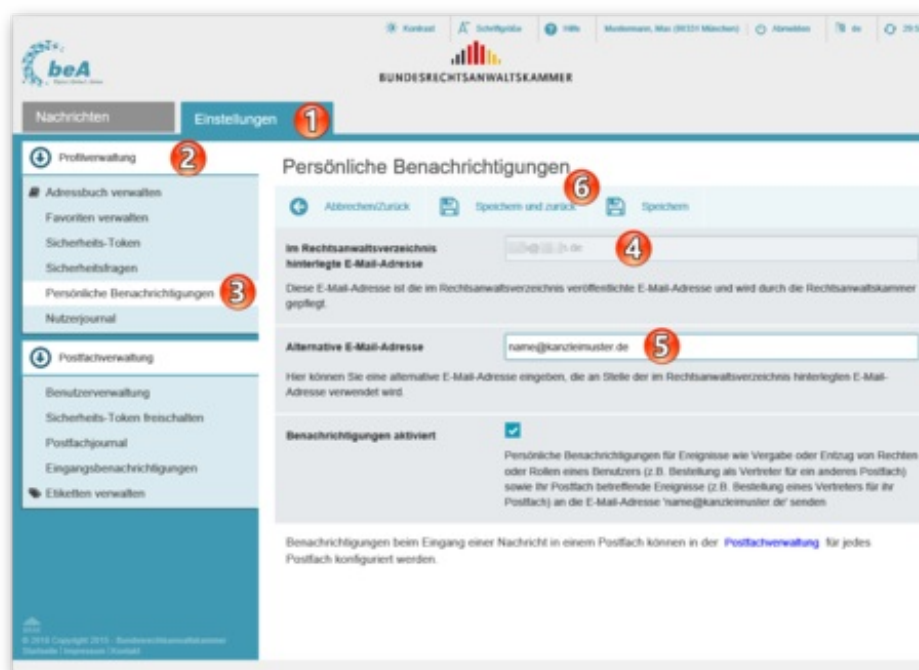 Kontrast Schriftgröße Hilfe Mustermann, Max (80331 München) Abmelden de
beA
BUNDESRECHTSANWALTSKAMMER
Nachrichten Einstellungen 1
Profilverwaltung 2
Adressbuch verwalten
Favoriten verwalten
Sicherheits-Token
Sicherheitsfragen
Persönliche Benachrichtigungen 3
Nutzerjournal
Postfachverwaltung
Benutzerverwaltung
Sicherheits-Token freischalten
Postfachjournal
Eingangsbenachrichtigungen
Etiketten verwalten
Persönliche Benachrichtigungen
6
Abbrechen/Zurück Speichern und zurück Speichern
Im Rechtsanwaltsverzeichnis
hinterlegte E-Mail-Adresse
4
Diese E-Mail-Adresse ist die im Rechtsanwaltsverzeichnis veröffentlichte E-Mail-Adresse und wird durch die Rechtsanwaltskammer
gepflegt.
Alternative E-Mail-Adresse name@kanzleimuster.de 5
Hier können Sie eine alternative E-Mail-Adresse eingeben, die an Stelle der im Rechtsanwaltsverzeichnis hinterlegten E-Mail-
Adresse verwendet wird.
Benachrichtigungen aktiviert
Persönliche Benachrichtigungen für Ereignisse wie Vergabe oder Entzug von Rechten
oder Rollen eines Benutzers (z.B. Bestellung als Vertreter für ein anderes Postfach)
sowie Ihr Postfach betreffende Ereignisse (z.B. Bestellung eines Vertreters für Ihr
Postfach) an die E-Mail-Adresse 'name@kanzleimuster.de' senden
Benachrichtigungen beim Eingang einer Nachricht in einem Postfach können in der Postfachverwaltung für jedes
Postfach konfiguriert werden.
Copyright 2015 - Bundesrechtsanwaltskammer
Startseite | Impressum | Kontakt